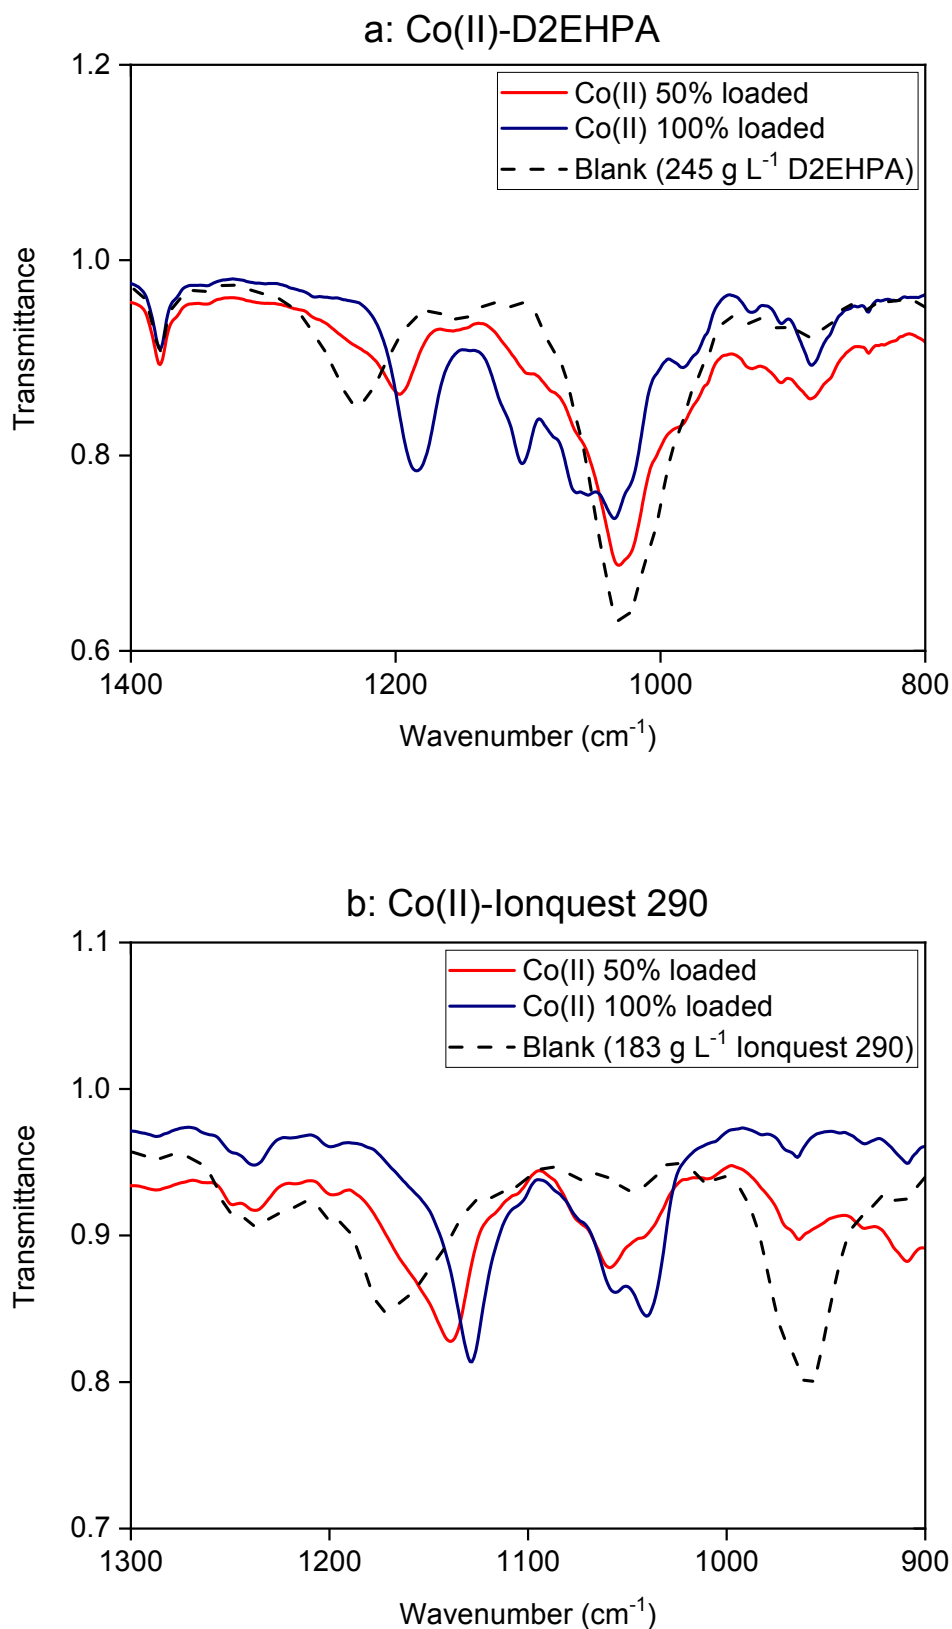 a: Co(II)-D2EHPA
1.2
Co(II) 50% loaded
Co(II) 100% loaded
Blank (245 g L⁻¹ D2EHPA)
1.0
Transmittance
0.8
0.6
1400
1200
1000
800
Wavenumber (cm⁻¹)
b: Co(II)-Ionquest 290
1.1
Co(II) 50% loaded
Co(II) 100% loaded
Blank (183 g L⁻¹ Ionquest 290)
1.0
Transmittance
0.9
0.8
0.7
1300
1200
1100
1000
900
Wavenumber (cm⁻¹)